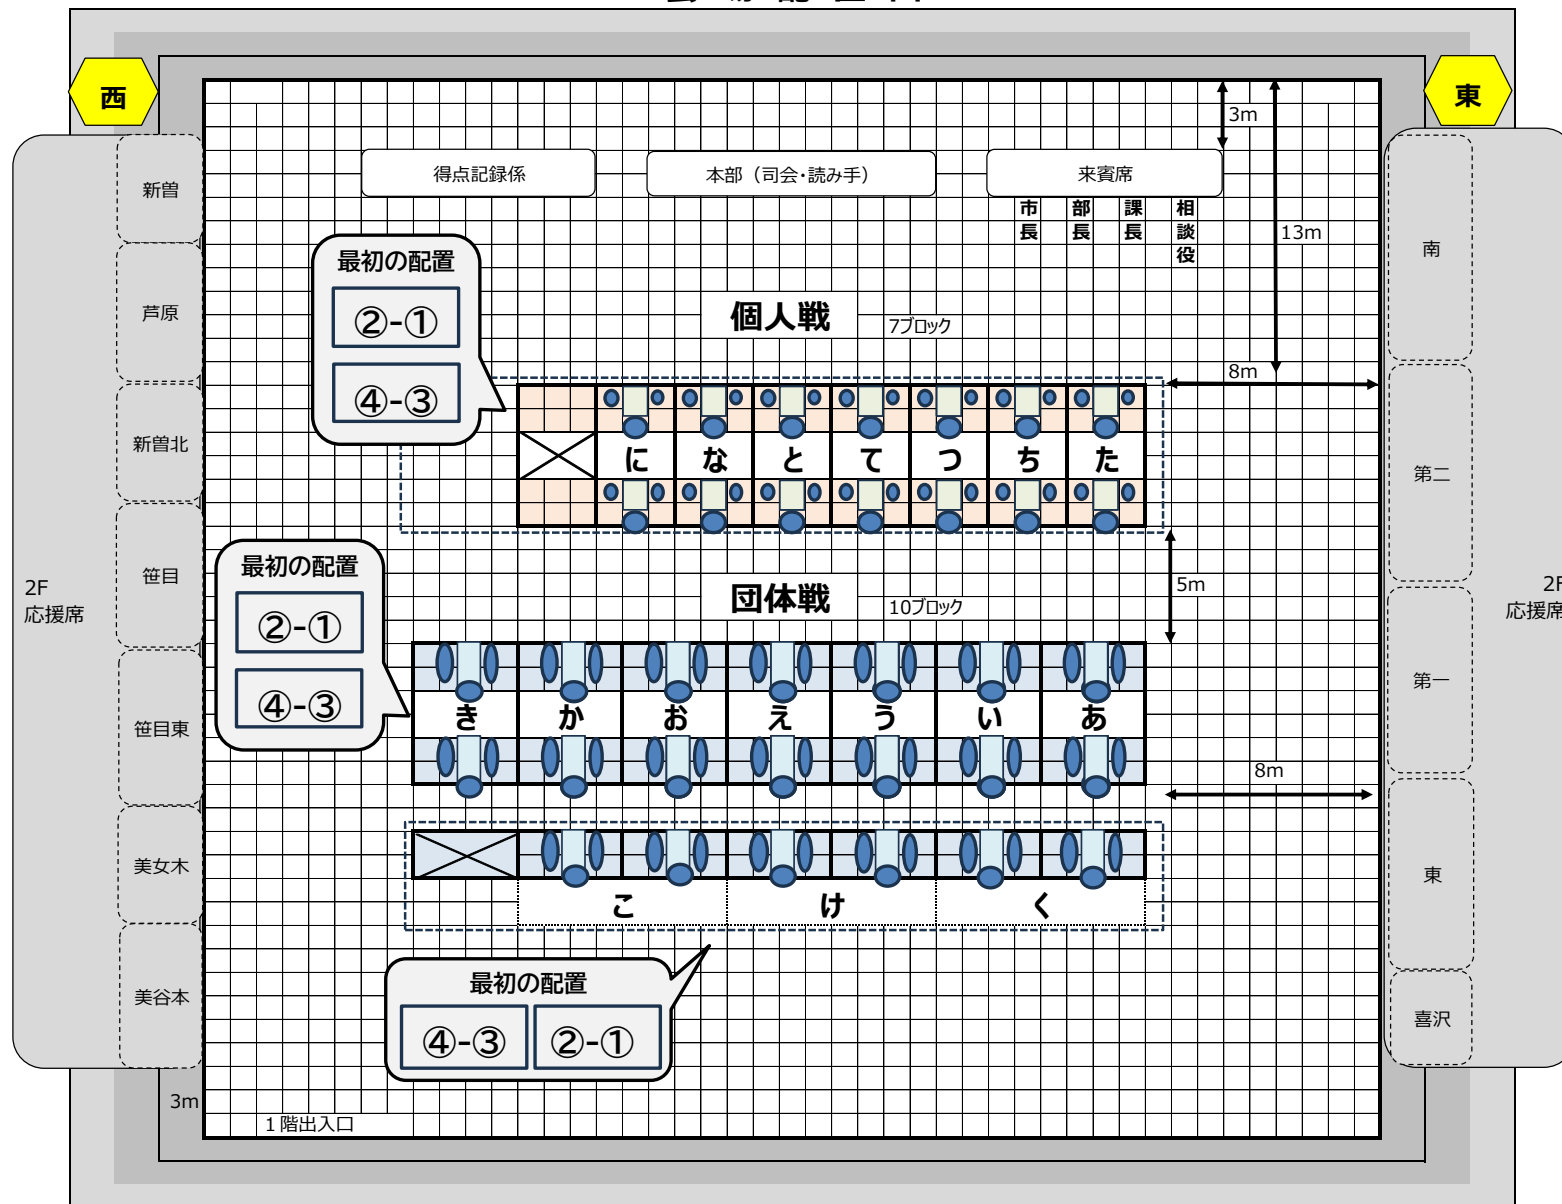 西
東
3m
得点記録係
本部（司会・読み手）
来賓席
市長
部長
課長
相談役
13m
新曽
芦原
新曽北
笹目
笹目東
美女木
美谷本
2F
応援席
南
第二
第一
東
喜沢
2F
応援席
最初の配置
②-①
④-③
個人戦
7ブロック
8m
に
な
と
て
つ
ち
た
最初の配置
②-①
④-③
団体戦
10ブロック
5m
き
か
お
え
う
い
あ
8m
こ
け
く
最初の配置
④-③
②-①
3m
1階出入口